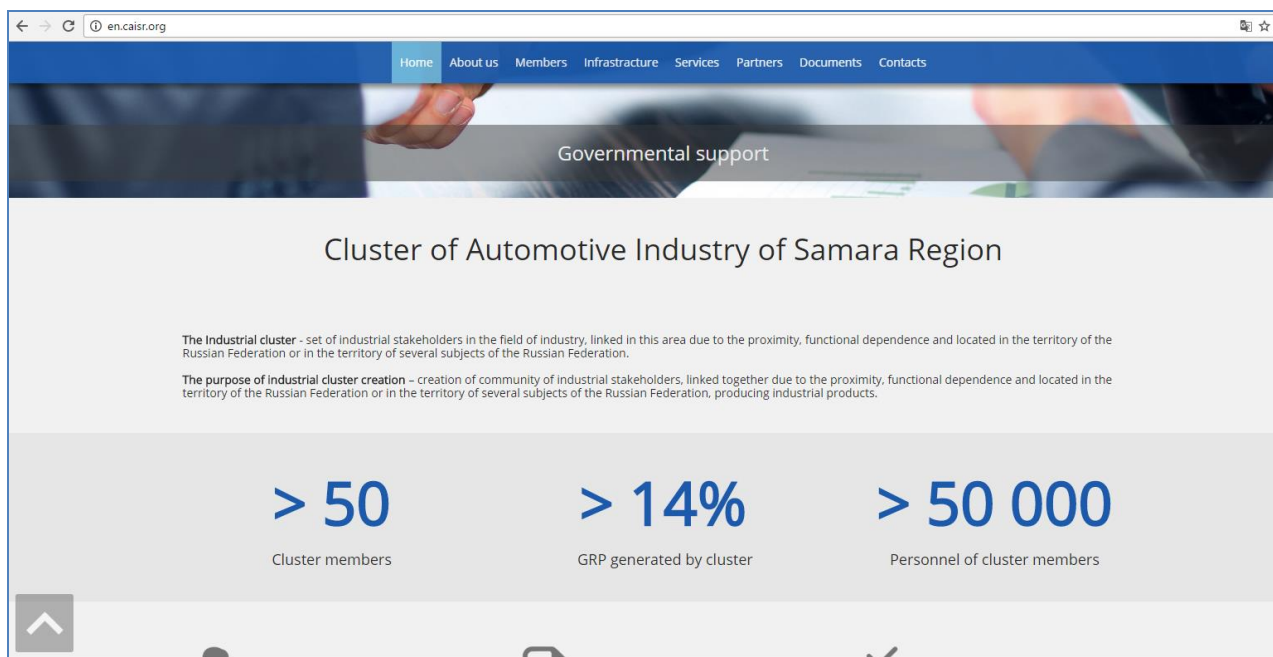 en.caisr.org
Home About us Members Infrastracture Services Partners Documents Contacts
Governmental support
Cluster of Automotive Industry of Samara Region
The Industrial cluster - set of industrial stakeholders in the field of industry, linked in this area due to the proximity, functional dependence and located in the territory of the
Russian Federation or in the territory of several subjects of the Russian Federation.
The purpose of industrial cluster creation – creation of community of industrial stakeholders, linked together due to the proximity, functional dependence and located in the
territory of the Russian Federation or in the territory of several subjects of the Russian Federation, producing industrial products.
> 50 > 14% > 50 000
Cluster members GRP generated by cluster Personnel of cluster members